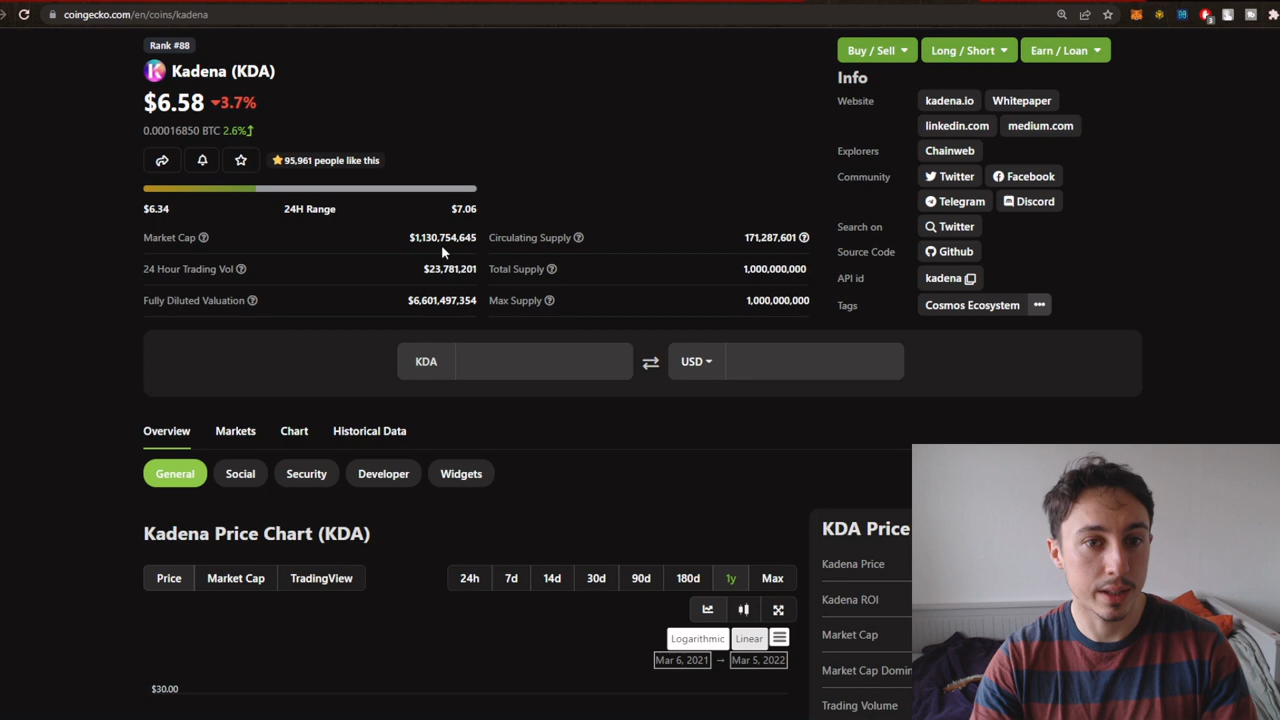 coingecko.com/en/coins/kadena
3
Rank #88
Kadena (KDA)
$6.58 3.7%
0.00016850 BTC 2.6%
95,961 people like this
$6.34 24H Range $7.06
Market Cap $1,130,754,645
24 Hour Trading Vol $23,781,201
Fully Diluted Valuation $6,601,497,354
Circulating Supply 171,287,601
Total Supply 1,000,000,000
Max Supply 1,000,000,000
Buy / Sell Long / Short Earn / Loan
Info
Website kadena.io Whitepaper
linkedin.com medium.com
Explorers Chainweb
Community Twitter Facebook
Telegram Discord
Search on Twitter
Source Code Github
API id kadena
Tags Cosmos Ecosystem •••
KDA USD
Overview Markets Chart Historical Data
General Social Security Developer Widgets
Kadena Price Chart (KDA)
Price Market Cap TradingView
24h 7d 14d 30d 90d 180d 1y Max
Logarithmic Linear
Mar 6, 2021 → Mar 5, 2022
$30.00
KDA Price
Kadena Price
Kadena ROI
Market Cap
Market Cap Domin
Trading Volume